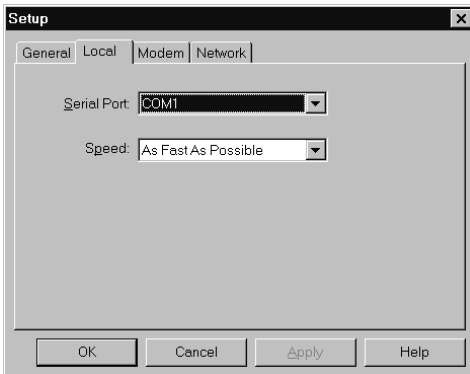 Setup
General Local Modem Network
Serial Port: COM1
Speed: As Fast As Possible
OK Cancel Apply Help